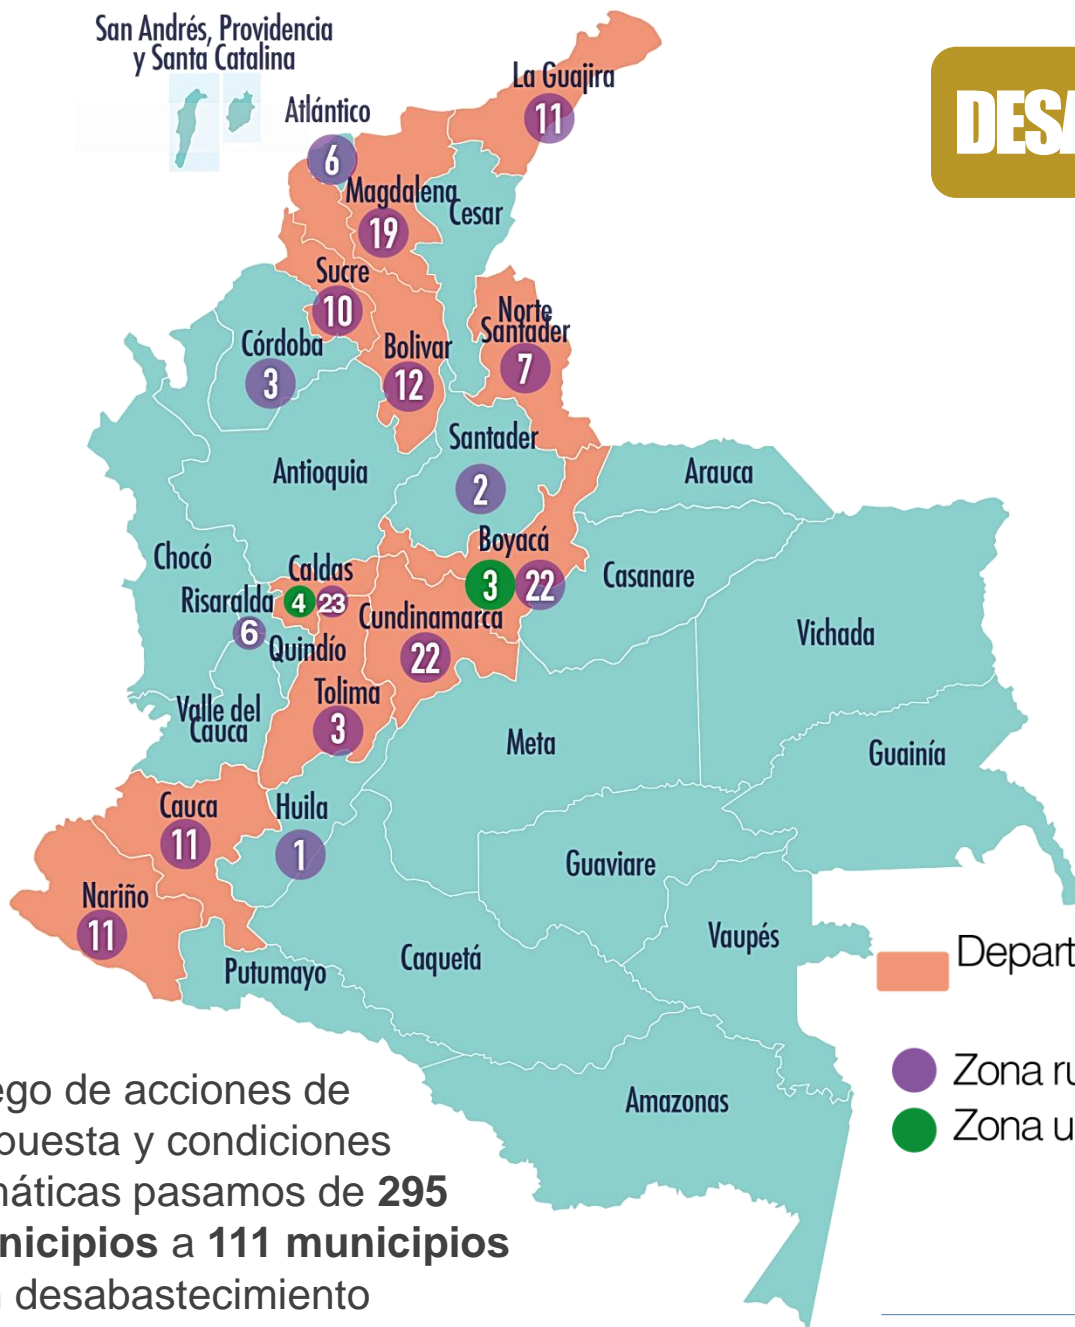 San Andrés, Providencia
y Santa Catalina
DESA
La Guajira
11
Atlántico
6
Magdalena
19
Cesar
Sucre
10
Norte
Santader
7
Córdoba
3
Bolivar
12
Santader
2
Antioquia
Arauca
Boyacá
3 22
Chocó
Caldas
4 23
Casanare
Risaralda
6
Cundinamarca
22
Quindío
Vichada
Tolima
3
Valle del
Cauca
Meta
Guainía
Cauca
11
Huila
1
Guaviare
Nariño
11
Vaupés
Caquetá
Putumayo
Amazonas
Depart
Zona ru
Zona u
ego de acciones de
puesta y condiciones
máticas pasamos de 295
nicipios a 111 municipios
desabastecimiento